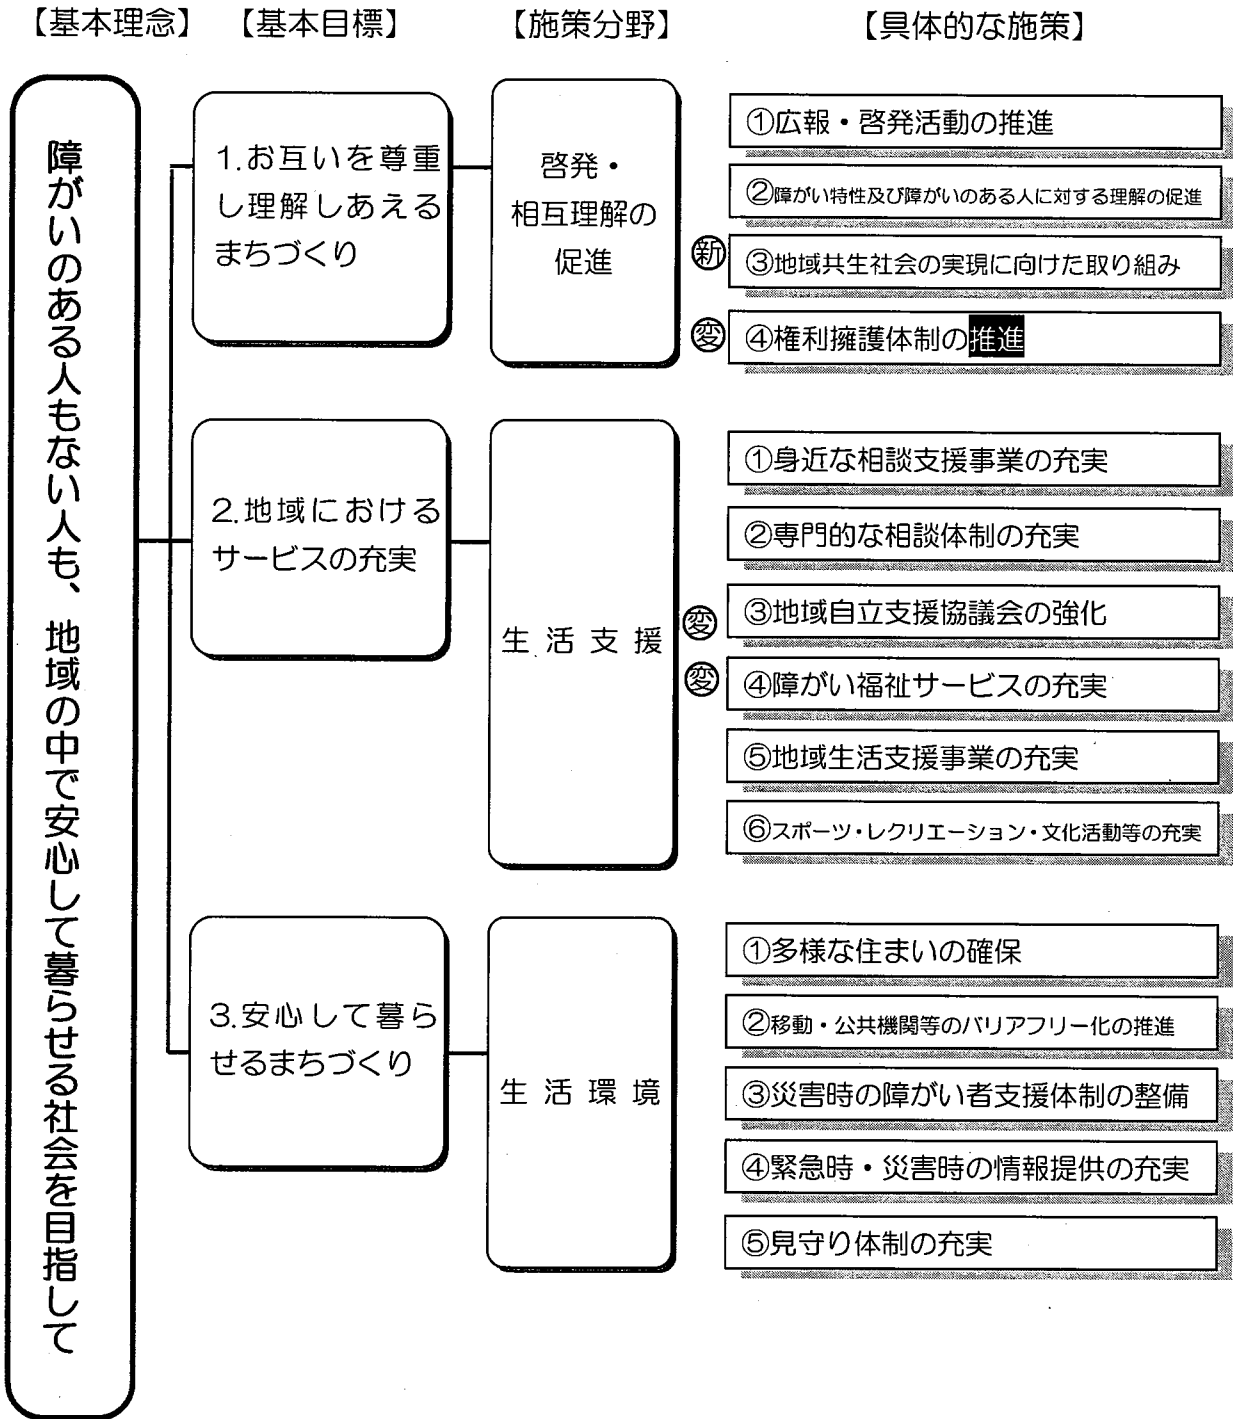 【基本理念】 【基本目標】 【施策分野】 【具体的な施策】
障がいのある人もない人も、地域の中で安心して暮らせる社会を目指して
1.お互いを尊重
し理解しあえる
まちづくり
啓発・
相互理解の
促進
①広報・啓発活動の推進
②障がい特性及び障がいのある人に対する理解の促進
新 ③地域共生社会の実現に向けた取り組み
変 ④権利擁護体制の推進
2.地域における
サービスの充実
生活支援
①身近な相談支援事業の充実
②専門的な相談体制の充実
変 ③地域自立支援協議会の強化
変 ④障がい福祉サービスの充実
⑤地域生活支援事業の充実
⑥スポーツ・レクリエーション・文化活動等の充実
3.安心して暮ら
せるまちづくり
生活環境
①多様な住まいの確保
②移動・公共機関等のバリアフリー化の推進
③災害時の障がい者支援体制の整備
④緊急時・災害時の情報提供の充実
⑤見守り体制の充実